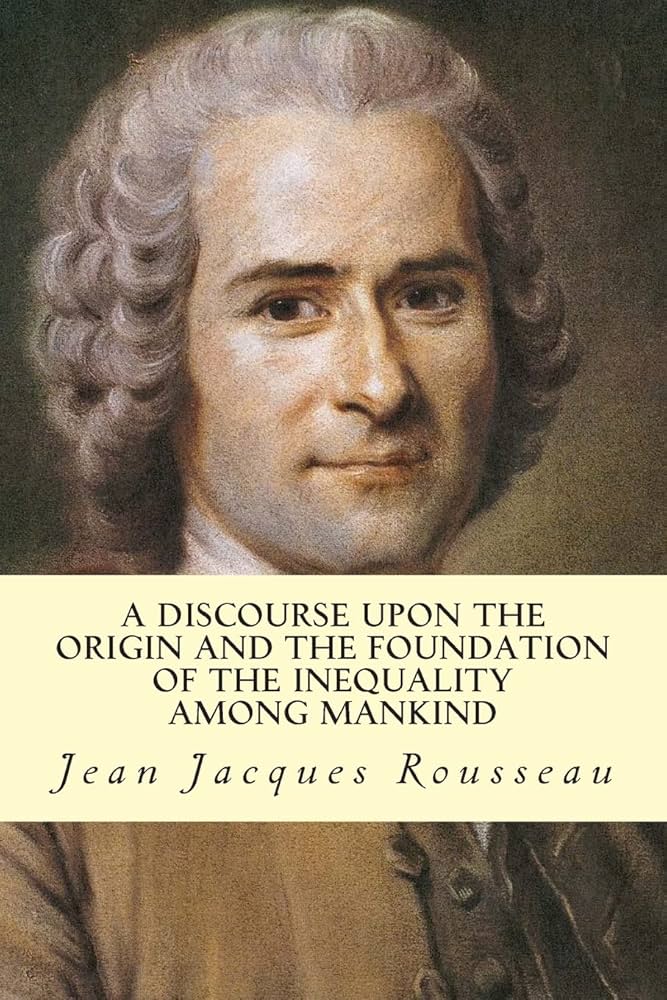 A DISCOURSE UPON THE
ORIGIN AND THE FOUNDATION
OF THE INEQUALITY
AMONG MANKIND
Jean Jacques Rousseau